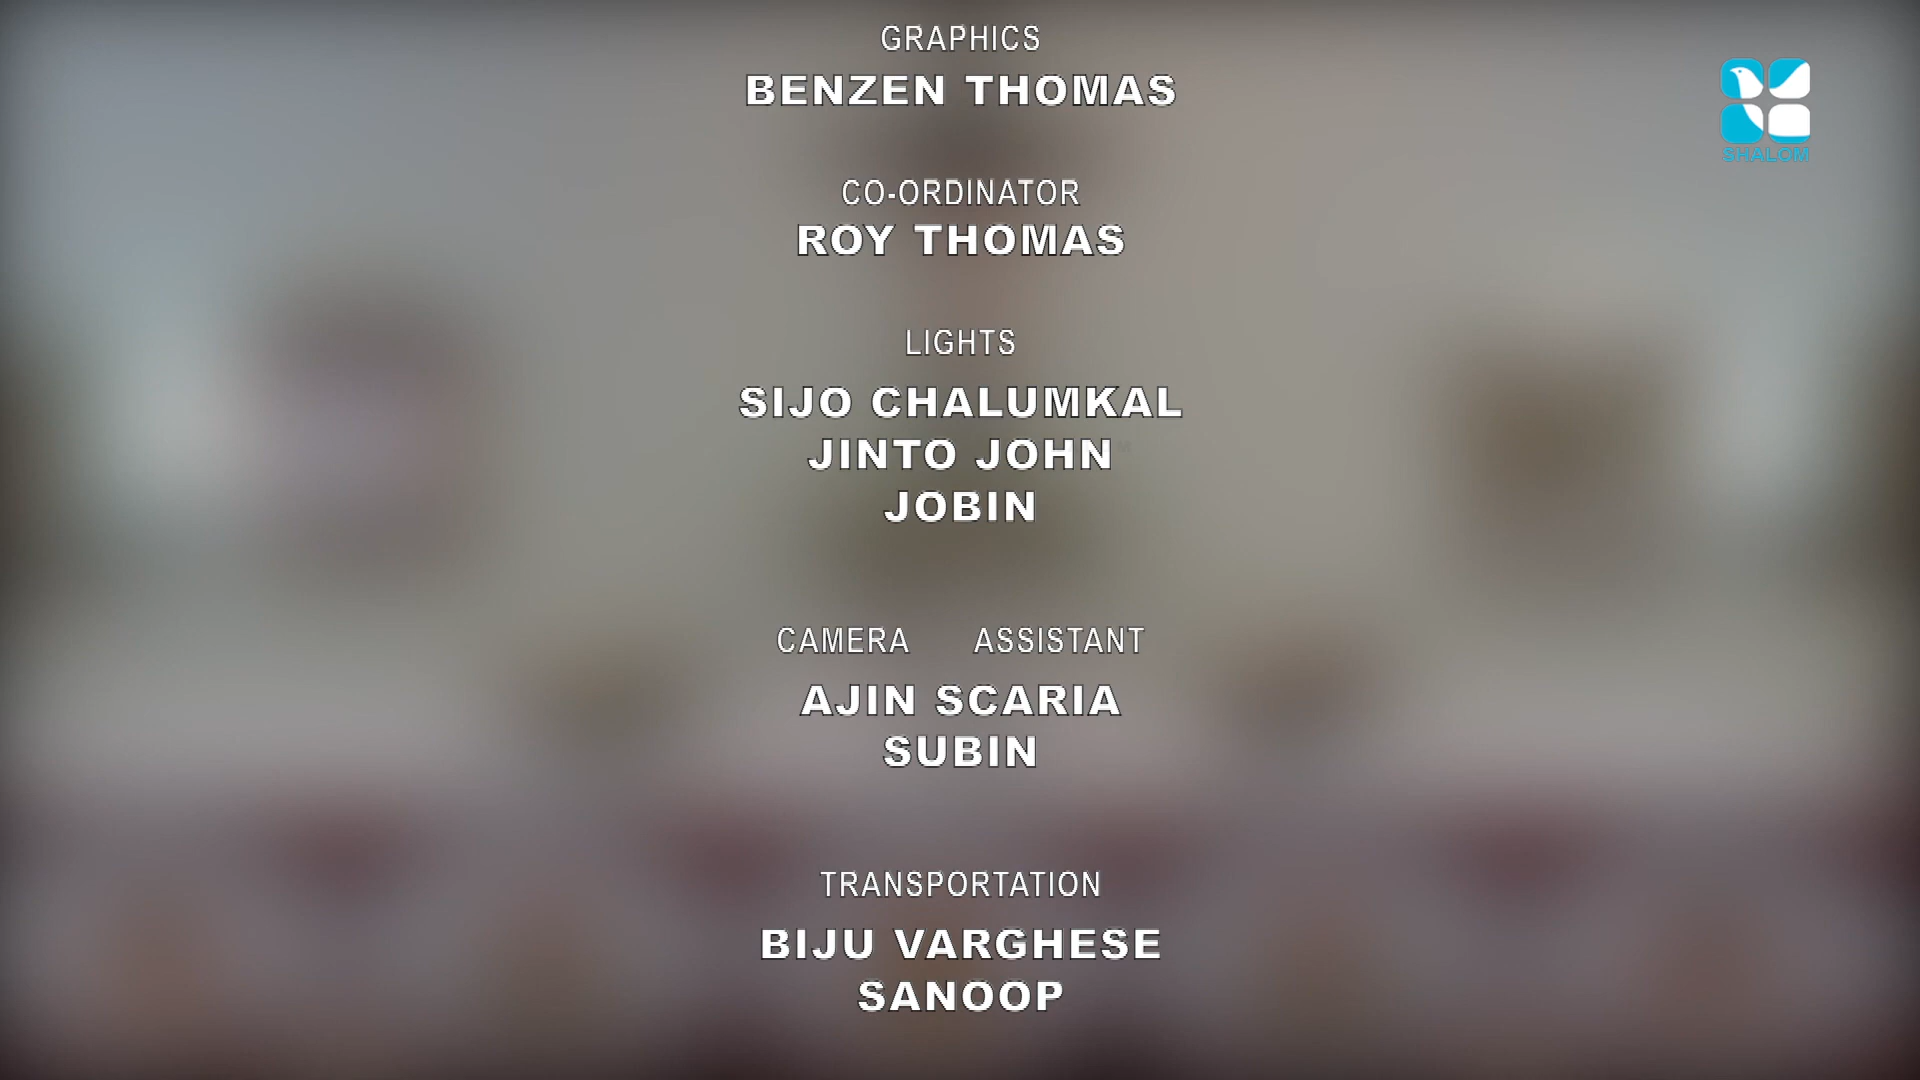 GRAPHICS
BENZEN THOMAS
SHALOM
CO-ORDINATOR
ROY THOMAS
LIGHTS
SIJO CHALUMKAL
JINTO JOHN
JOBIN
CAMERA ASSISTANT
AJIN SCARIA
SUBIN
TRANSPORTATION
BIJU VARGHESE
SANOOP